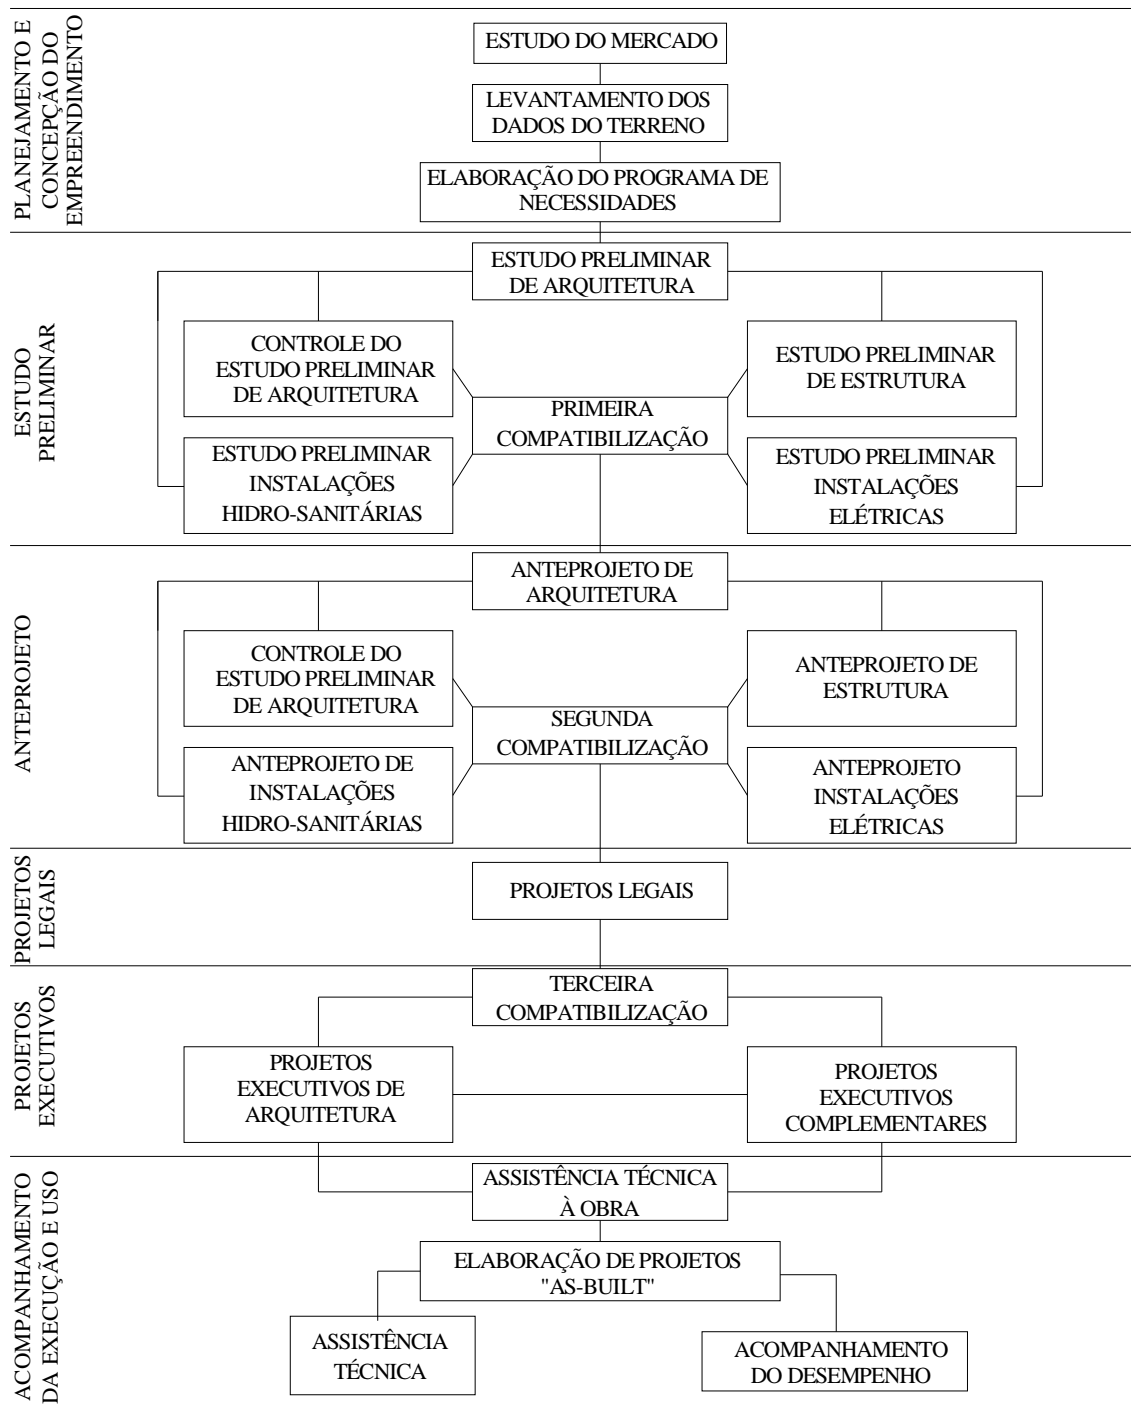 PLANEJAMENTO E
CONCEPÇÃO DO
EMPREENDIMENTO
ESTUDO DO MERCADO
LEVANTAMENTO DOS
DADOS DO TERRENO
ELABORAÇÃO DO PROGRAMA DE
NECESSIDADES
ESTUDO
PRELIMINAR
ESTUDO PRELIMINAR
DE ARQUITETURA
CONTROLE DO
ESTUDO PRELIMINAR
DE ARQUITETURA
ESTUDO PRELIMINAR
DE ESTRUTURA
PRIMEIRA
COMPATIBILIZAÇÃO
ESTUDO PRELIMINAR
INSTALAÇÕES
HIDRO-SANITÁRIAS
ESTUDO PRELIMINAR
INSTALAÇÕES
ELÉTRICAS
ANTEPROJETO
ANTEPROJETO DE
ARQUITETURA
CONTROLE DO
ESTUDO PRELIMINAR
DE ARQUITETURA
ANTEPROJETO DE
ESTRUTURA
SEGUNDA
COMPATIBILIZAÇÃO
ANTEPROJETO DE
INSTALAÇÕES
HIDRO-SANITÁRIAS
ANTEPROJETO
INSTALAÇÕES
ELÉTRICAS
PROJETOS
LEGAIS
PROJETOS LEGAIS
PROJETOS
EXECUTIVOS
TERCEIRA
COMPATIBILIZAÇÃO
PROJETOS
EXECUTIVOS DE
ARQUITETURA
PROJETOS
EXECUTIVOS
COMPLEMENTARES
ACOMPANHAMENTO
DA EXECUÇÃO E USO
ASSISTÊNCIA TÉCNICA
À OBRA
ELABORAÇÃO DE PROJETOS
"AS-BUILT"
ASSISTÊNCIA
TÉCNICA
ACOMPANHAMENTO
DO DESEMPENHO